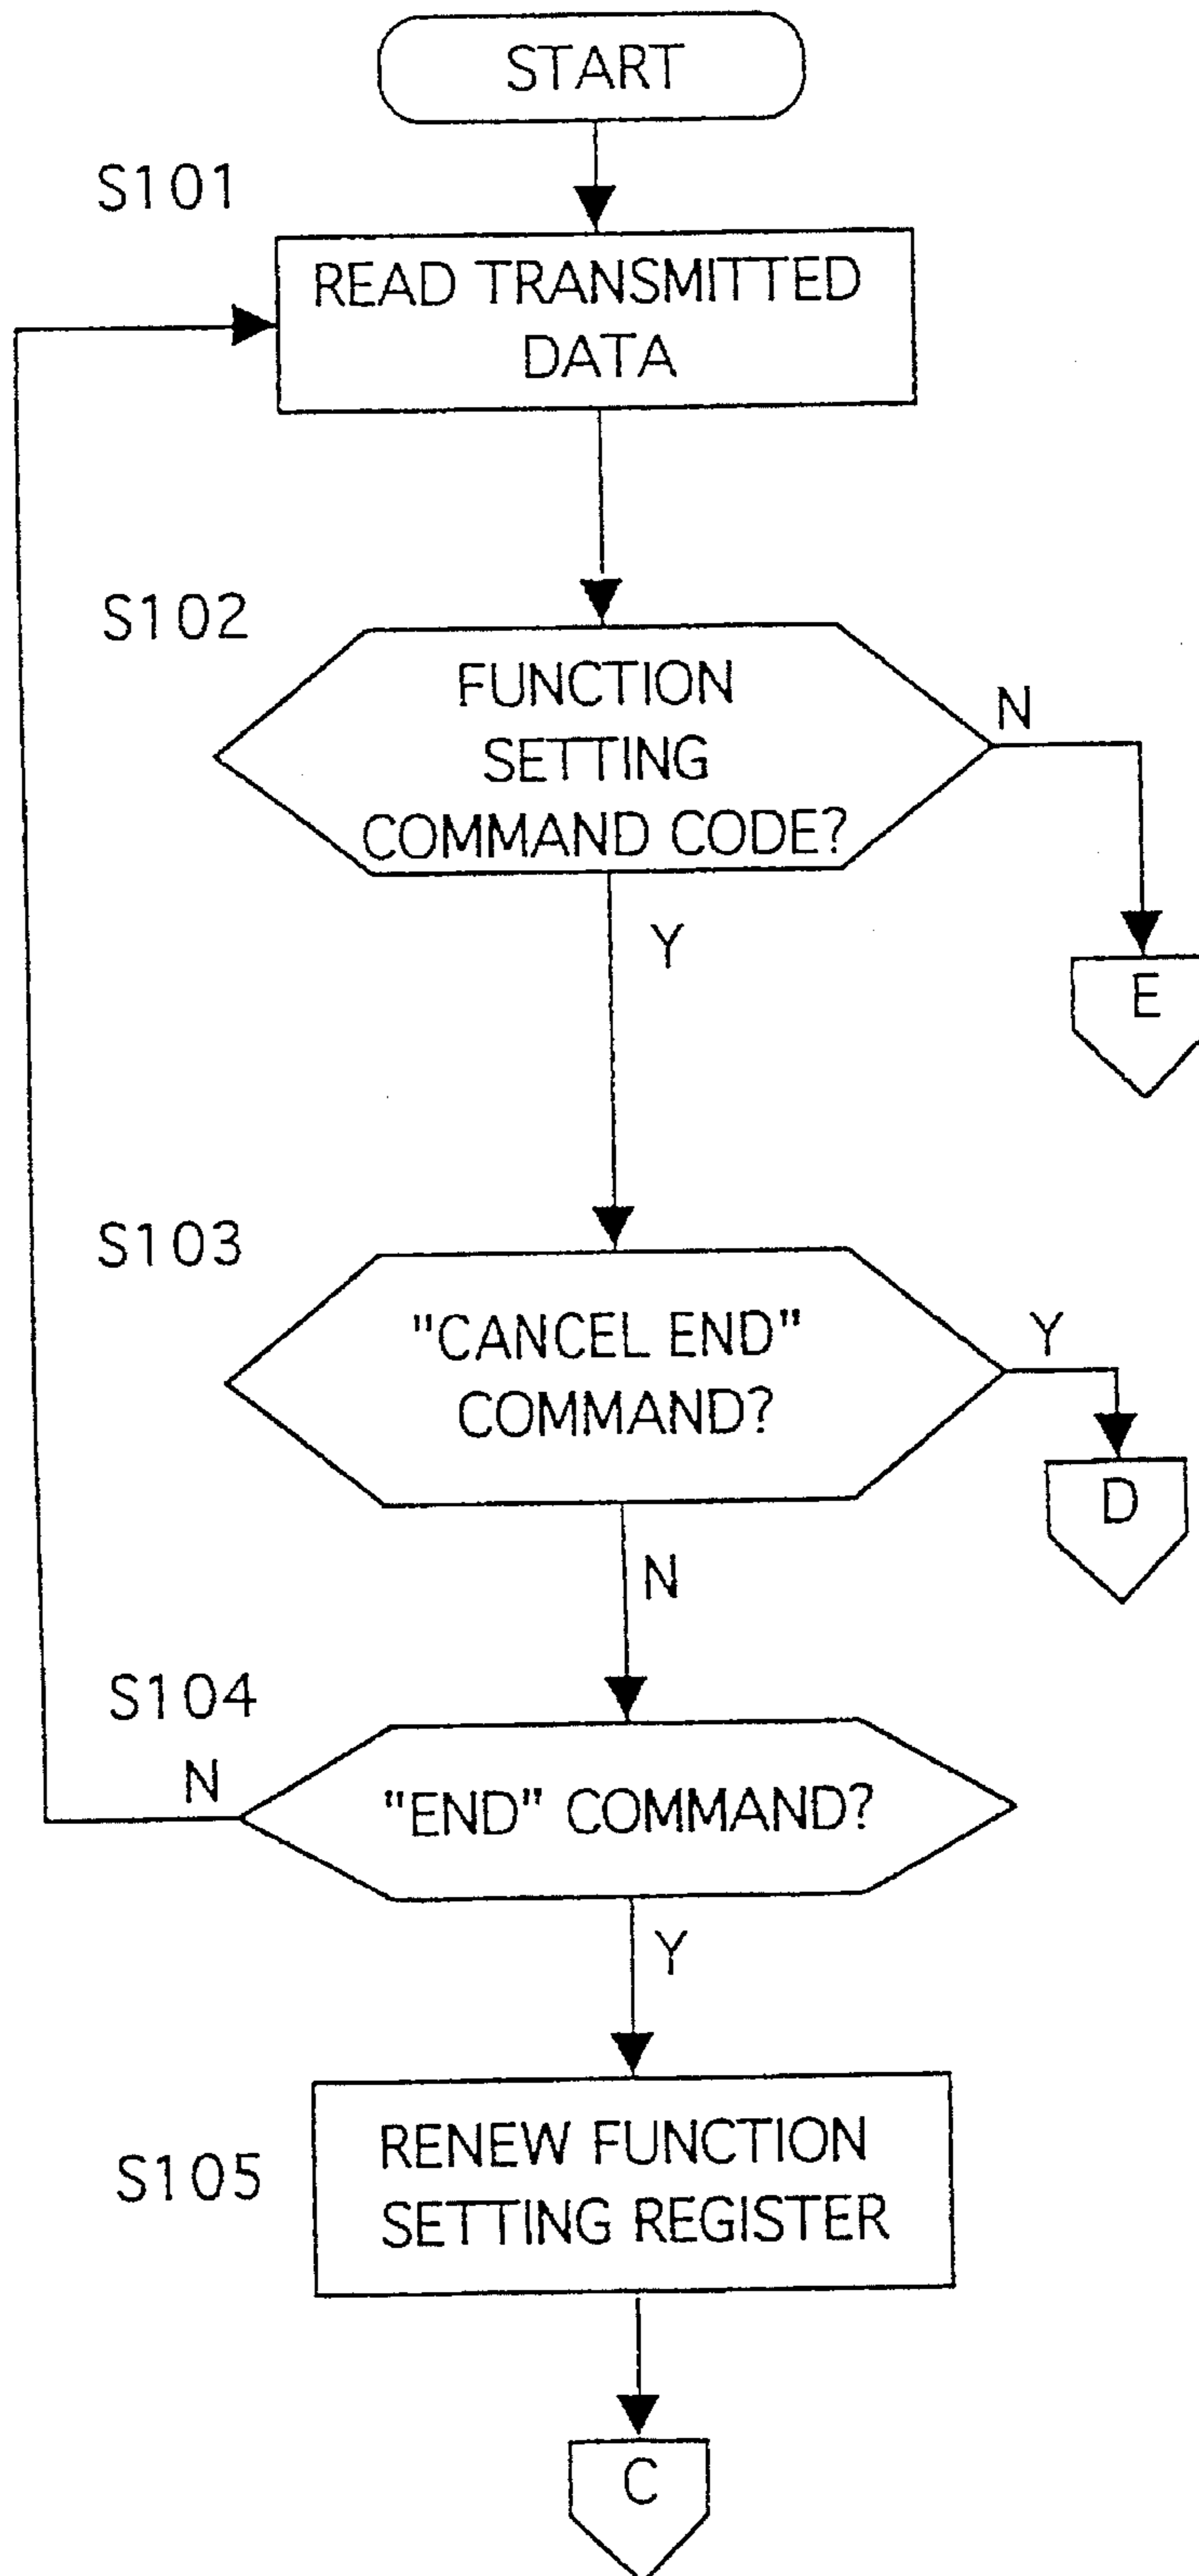 START
S101
READ TRANSMITTED
DATA
S102
FUNCTION
SETTING
COMMAND CODE?
N
Y
E
S103
"CANCEL END"
COMMAND?
Y
D
N
S104
N
"END" COMMAND?
Y
S105
RENEW FUNCTION
SETTING REGISTER
C